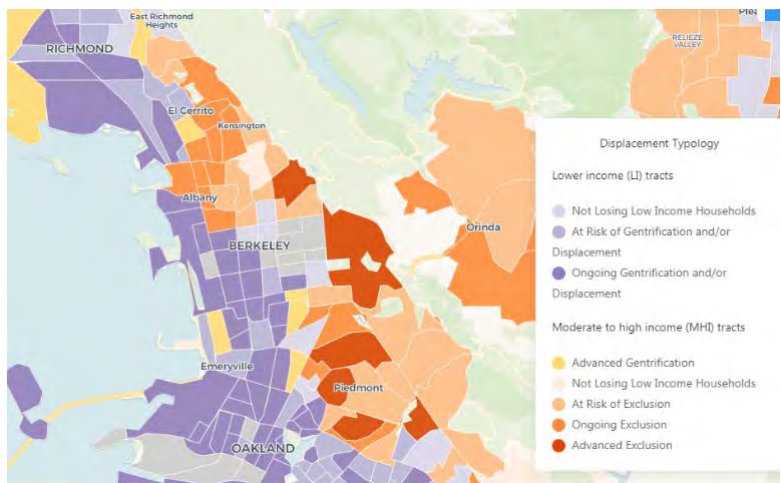 East Richmond
Heights
RICHMOND
El Cerrito
Kensington
Albany
BERKELEY
Emeryville
Piedmont
OAKLAND
Orinda
RELIEZ
VALLEY
Plea
Displacement Typology
Lower income (LI) tracts
Not Losing Low Income Households
At Risk of Gentrification and/or
Displacement
Ongoing Gentrification and/or
Displacement
Moderate to high income (MHI) tracts
Advanced Gentrification
Not Losing Low Income Households
At Risk of Exclusion
Ongoing Exclusion
Advanced Exclusion